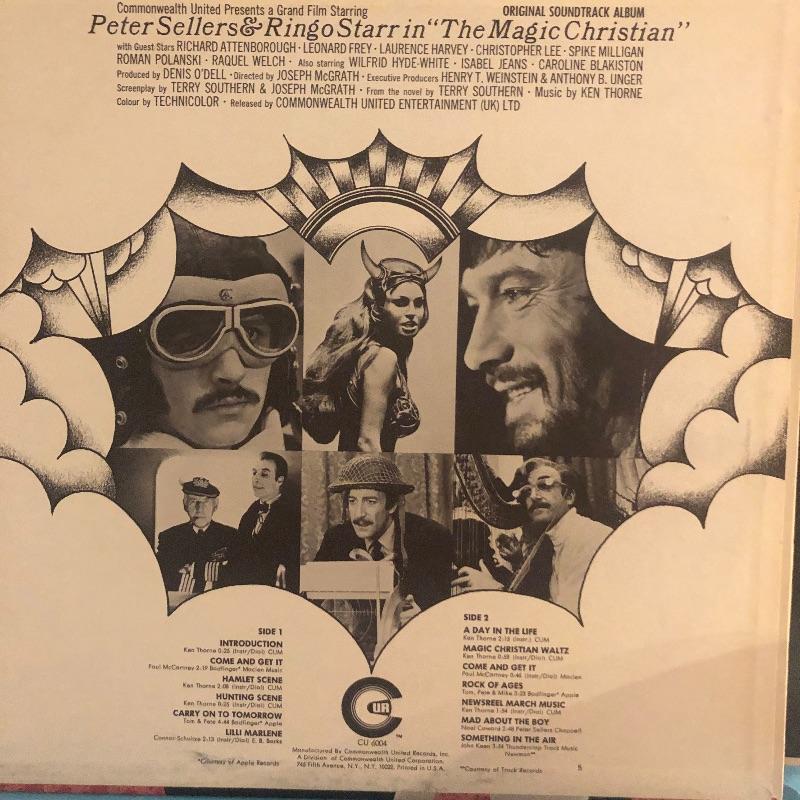 Commonwealth United Presents a Grand Film Starring
ORIGINAL SOUNDTRACK ALBUM
Peter Sellers & Ringo Starr in "The Magic Christian"
with Guest Stars RICHARD ATTENBOROUGH · LEONARD FREY · LAURENCE HARVEY · CHRISTOPHER LEE · SPIKE MILLIGAN
ROMAN POLANSKI · RAQUEL WELCH · Also starring WILFRID HYDE-WHITE · ISABEL JEANS · CAROLINE BLAKISTON
Produced by DENIS O'DELL · Directed by JOSEPH McGRATH · Executive Producers HENRY T. WEINSTEIN & ANTHONY B. UNGER
Screenplay by TERRY SOUTHERN & JOSEPH McGRATH · From the novel by TERRY SOUTHERN · Music by KEN THORNE
Colour by TECHNICOLOR · Released by COMMONWEALTH UNITED ENTERTAINMENT (UK) LTD
SIDE 1
INTRODUCTION
Ken Thorne 0:25 (Instr/Dial) CUM
COME AND GET IT
Paul McCartney 2:19 Badfinger* Maclen Music
HAMLET SCENE
Ken Thorne 2:08 (Instr/Dial) CUM
HUNTING SCENE
Ken Thorne 0:25 (Instr/Dial) CUM
CARRY ON TO TOMORROW
Tom & Pete 4:44 Badfinger* Apple
LILLI MARLENE
Connor-Schultze 2:13 (Instr/Dial) E. B. Marks
*Courtesy of Apple Records
SIDE 2
A DAY IN THE LIFE
Ken Thorne 2:15 (Instr.) CUM
MAGIC CHRISTIAN WALTZ
Ken Thorne (Instr/Dial) CUM
COME AND GET IT
Paul McCartney 0:46 (Instr/Dial) Maclen
ROCK OF AGES
Tom, Pete & Mike Badfinger* Apple
NEWSREEL MARCH MUSIC
Ken Thorne 1:54 (Instr/Dial) CUM
MAD ABOUT THE BOY
Noel Coward 2:48 Peter Sellers Chappell
SOMETHING IN THE AIR
John Keen 3:54 Thunderclap Track Music
Newman**
**Courtesy of Track Records
5
CUR
TM
CU 6004
Manufactured By Commonwealth United Records, Inc.
A Division of Commonwealth United Corporation.
745 Fifth Avenue, N.Y., N.Y. 10022. Printed in U.S.A.